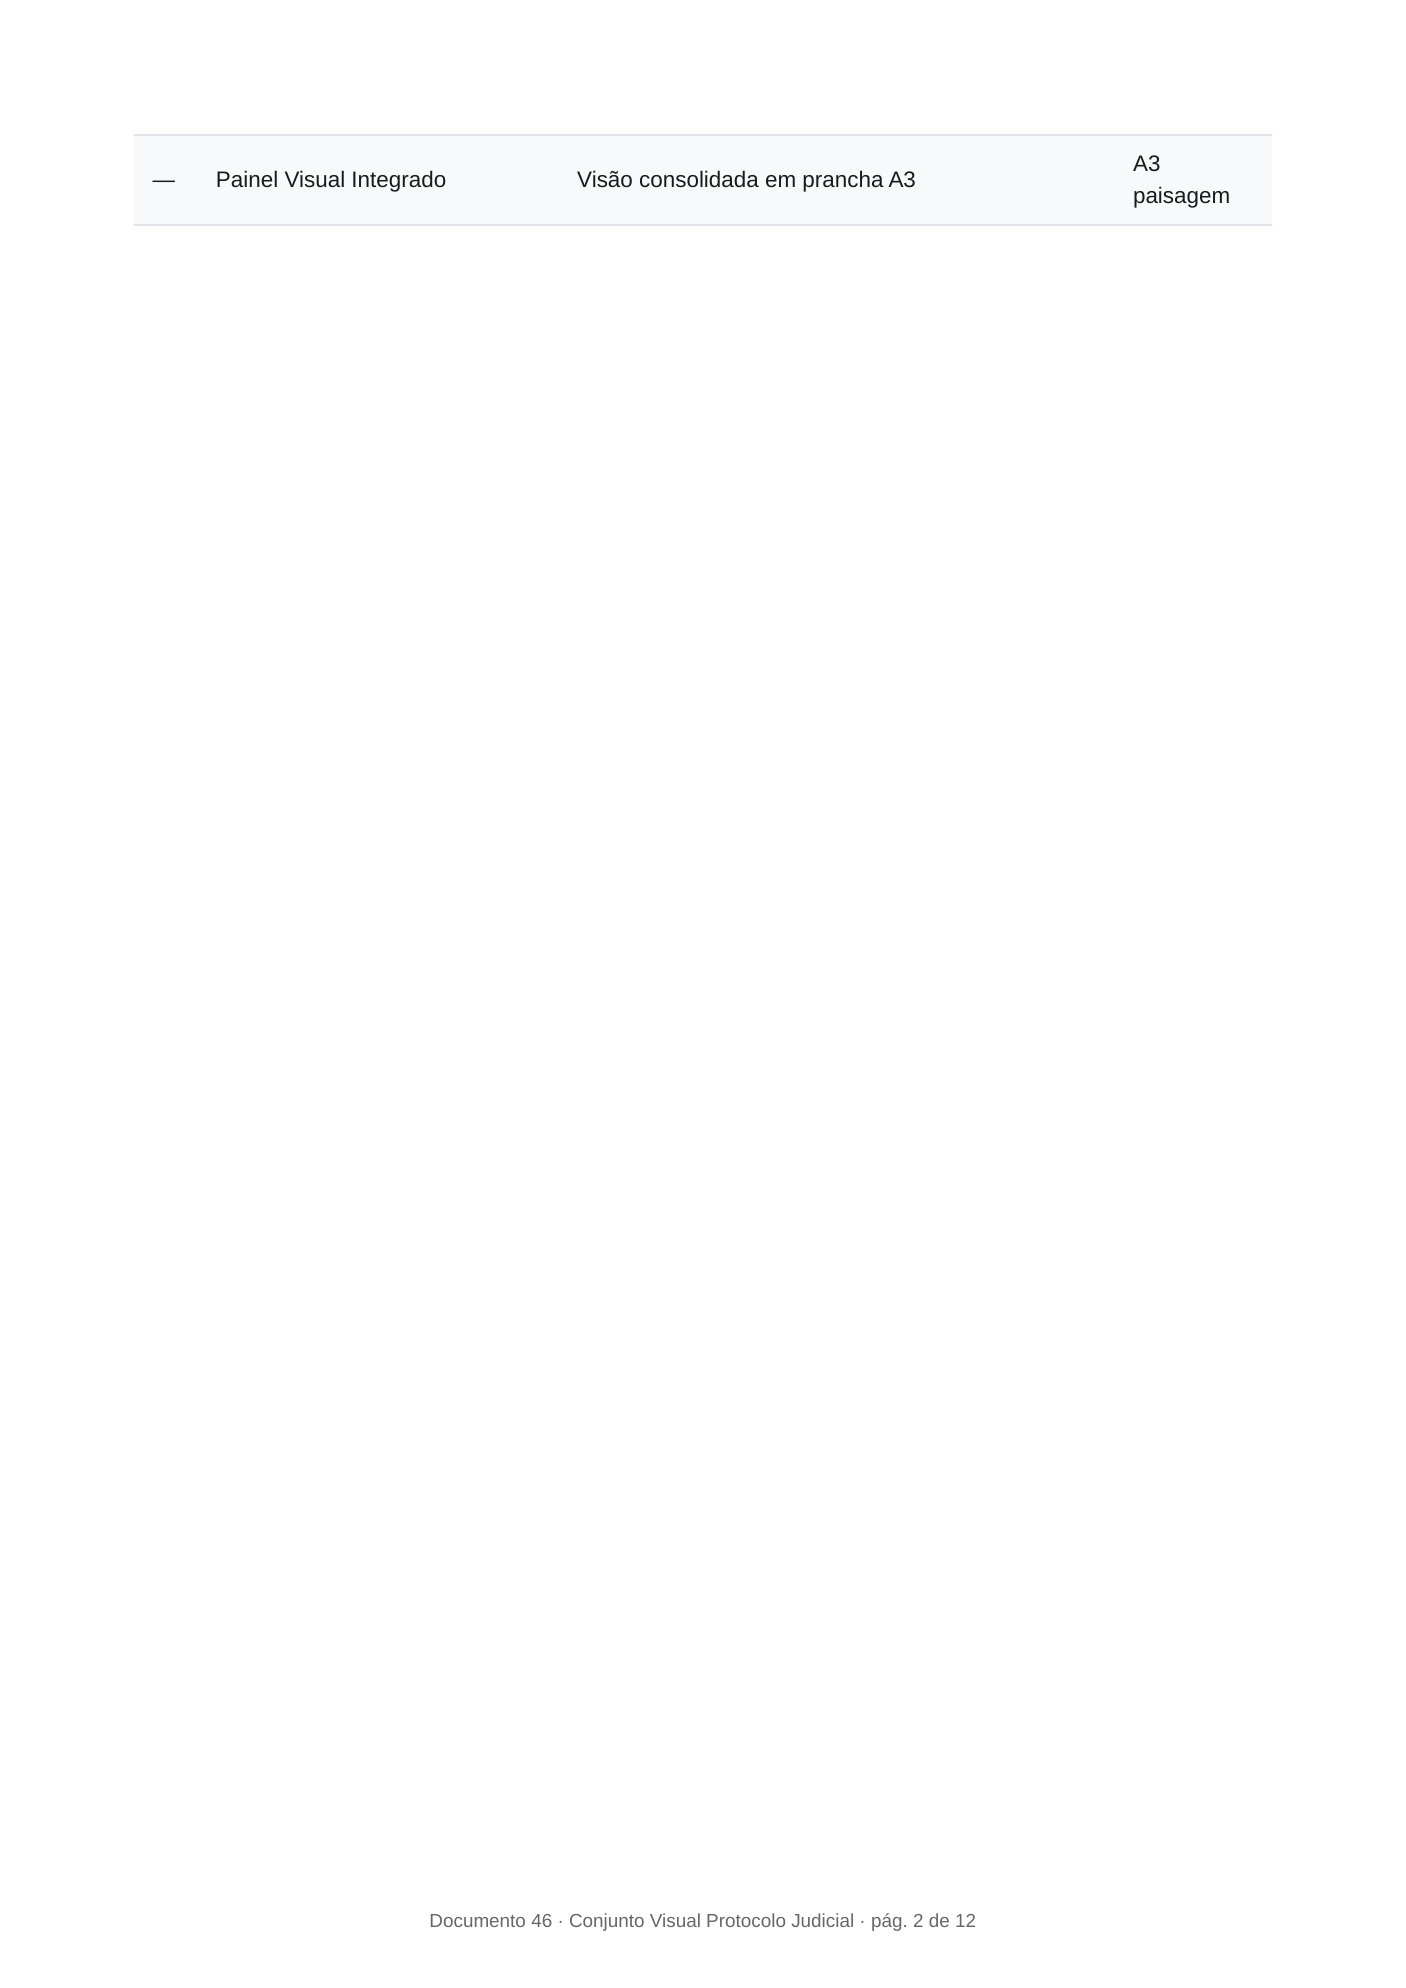 — Painel Visual Integrado Visão consolidada em prancha A3 A3
paisagem
Documento 46 · Conjunto Visual Protocolo Judicial · pág. 2 de 12